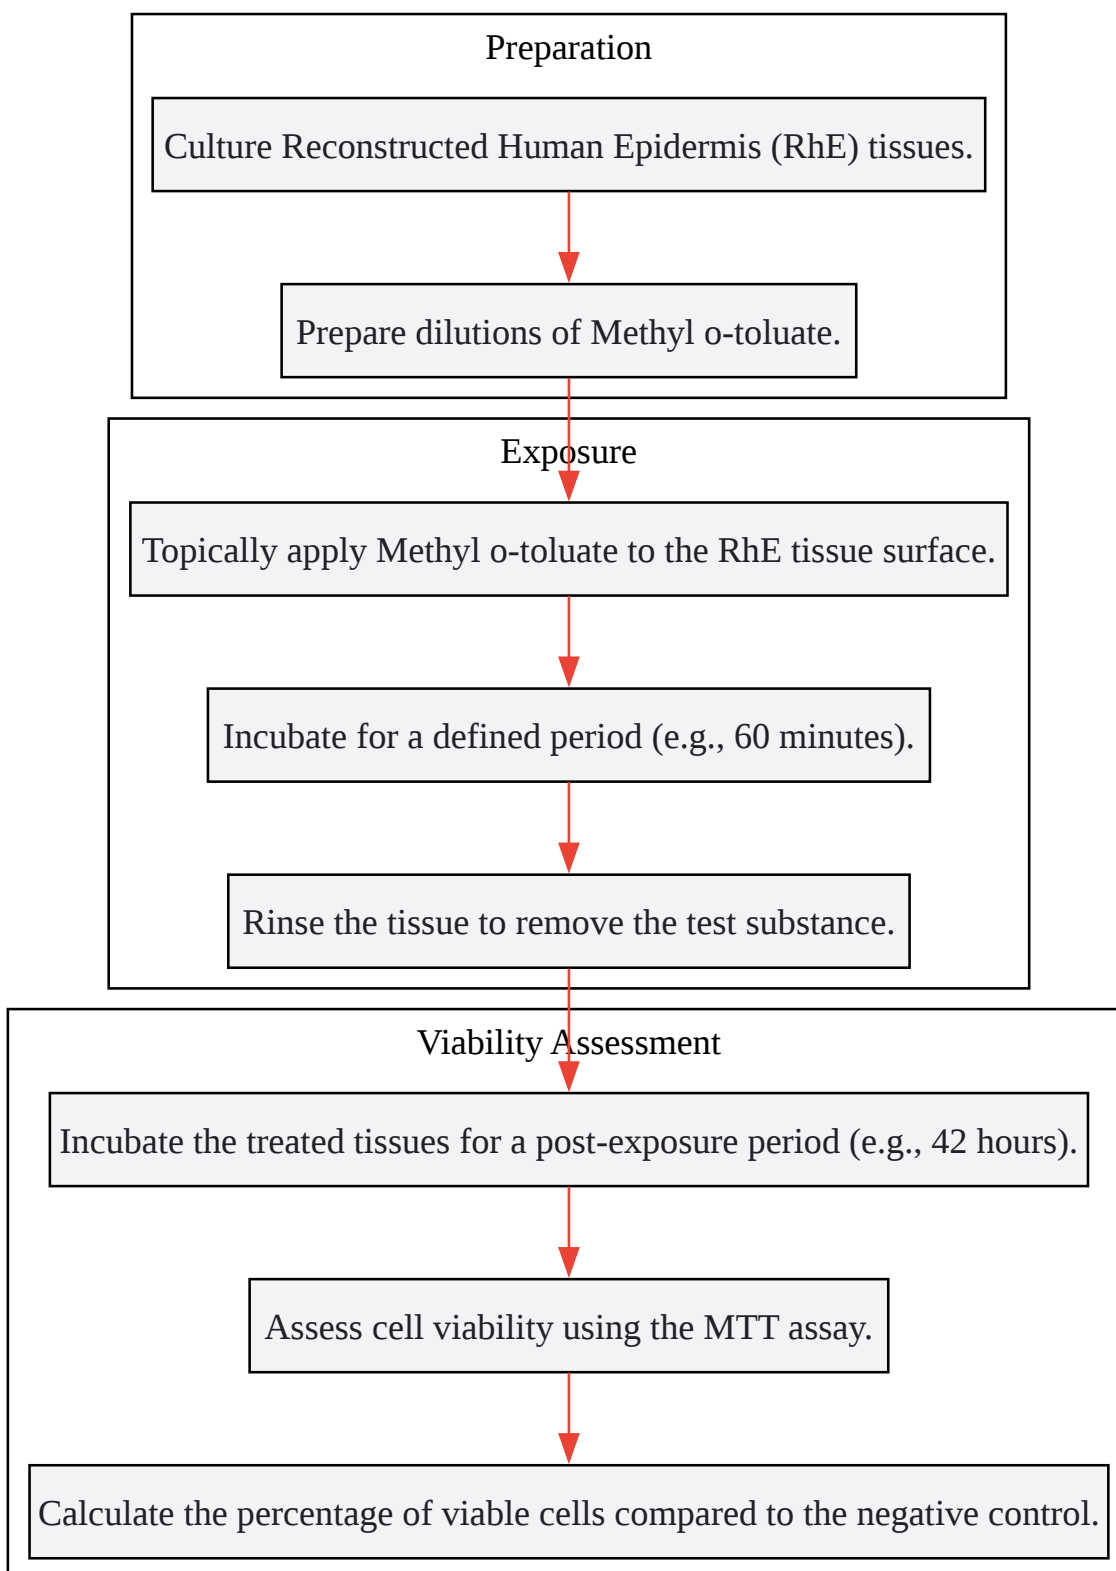 Preparation
Culture Reconstructed Human Epidermis (RhE) tissues.
Prepare dilutions of Methyl o-toluate.
Exposure
Topically apply Methyl o-toluate to the RhE tissue surface.
Incubate for a defined period (e.g., 60 minutes).
Rinse the tissue to remove the test substance.
Viability Assessment
Incubate the treated tissues for a post-exposure period (e.g., 42 hours).
Assess cell viability using the MTT assay.
Calculate the percentage of viable cells compared to the negative control.